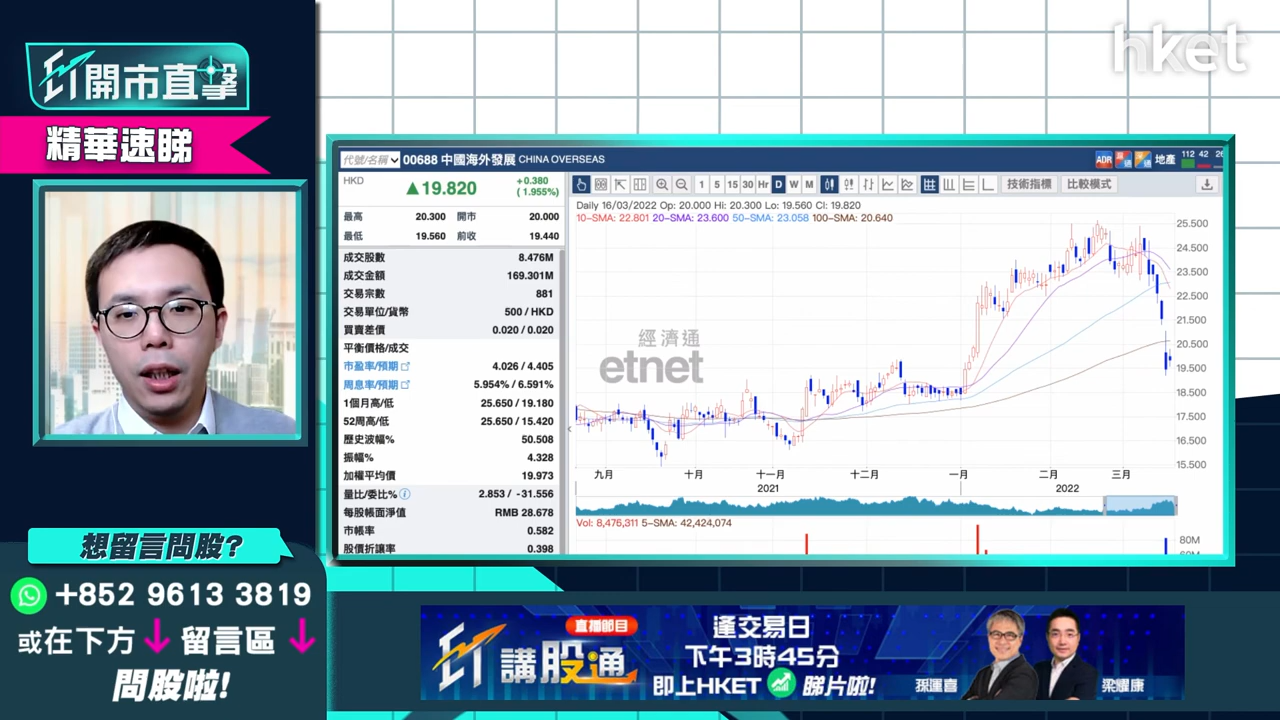 hket
ET開市直擊
精華速睇
代號/名稱
00688 中國海外發展 CHINA OVERSEAS
ADR
地產
112 42 26
HKD
▲19.820
+0.380
( 1.955%)
最高 20.300 開市 20.000
最低 19.560 前收 19.440
成交股數 8.476M
成交金額 169.301M
交易宗數 881
交易單位/貨幣 500 / HKD
買賣差價 0.020 / 0.020
平衡價格/成交
市盈率/預期 4.026 / 4.405
周息率/預期 5.954% / 6.591%
1個月高/低 25.650 / 19.180
52周高/低 25.650 / 15.420
歷史波幅% 50.508
振幅% 4.328
加權平均價 19.973
量比/委比% 2.853 / -31.556
每股帳面淨值 RMB 28.678
市帳率 0.582
股價折讓率 0.398
1 5 15 30 Hr D W M
技術指標 比較模式
Daily 16/03/2022 Op: 20.000 Hi: 20.300 Lo: 19.560 Cl: 19.820
10-SMA: 22.801 20-SMA: 23.600 50-SMA: 23.058 100-SMA: 20.640
25.500
24.500
23.500
22.500
21.500
20.500
19.500
18.500
17.500
16.500
15.500
經濟通
etnet
九月 十月 十一月 十二月 一月 二月 三月
2021 2022
Vol: 8,476,311 5-SMA: 42,424,074
80M
60M
想留言問股?
+852 9613 3819
或在下方↓留言區↓
問股啦!
ET講股通
直播節目
逢交易日
下午3時45分
即上HKET睇片啦!
孫運喜
梁耀康